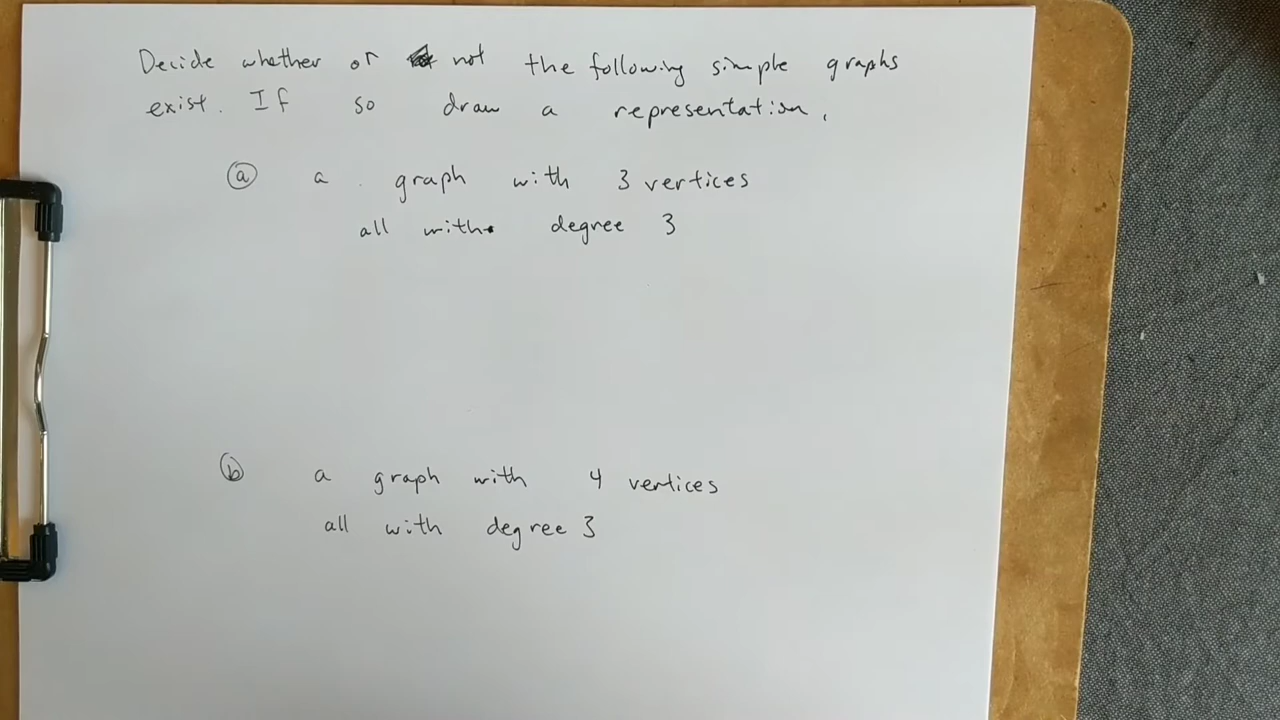 Decide whether or not the following simple graphs
exist. If so draw a representation.
(a) a graph with 3 vertices
all with degree 3
(b) a graph with 4 vertices
all with degree 3